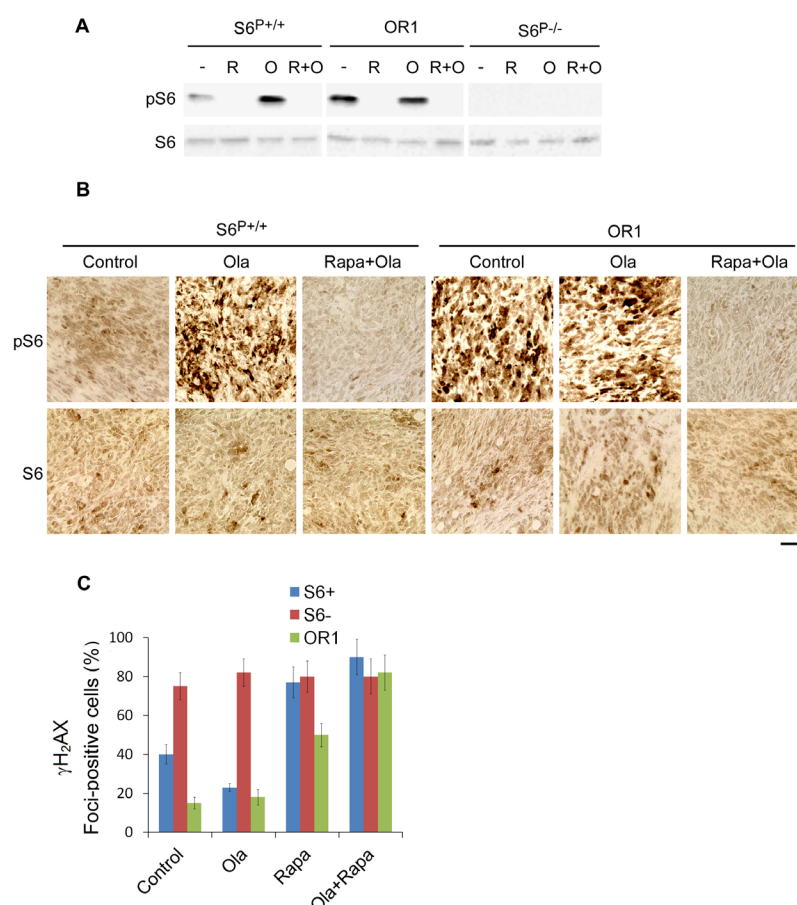 A
S6P+/+ OR1 S6P-/-
- R O R+O - R O R+O - R O R+O
pS6
S6
B
S6P+/+ OR1
Control Ola Rapa+Ola Control Ola Rapa+Ola
pS6
S6
C
S6+
S6-
OR1
γH2AX
Foci-positive cells (%)
100
80
60
40
20
0
Control Ola Rapa Ola+Rapa